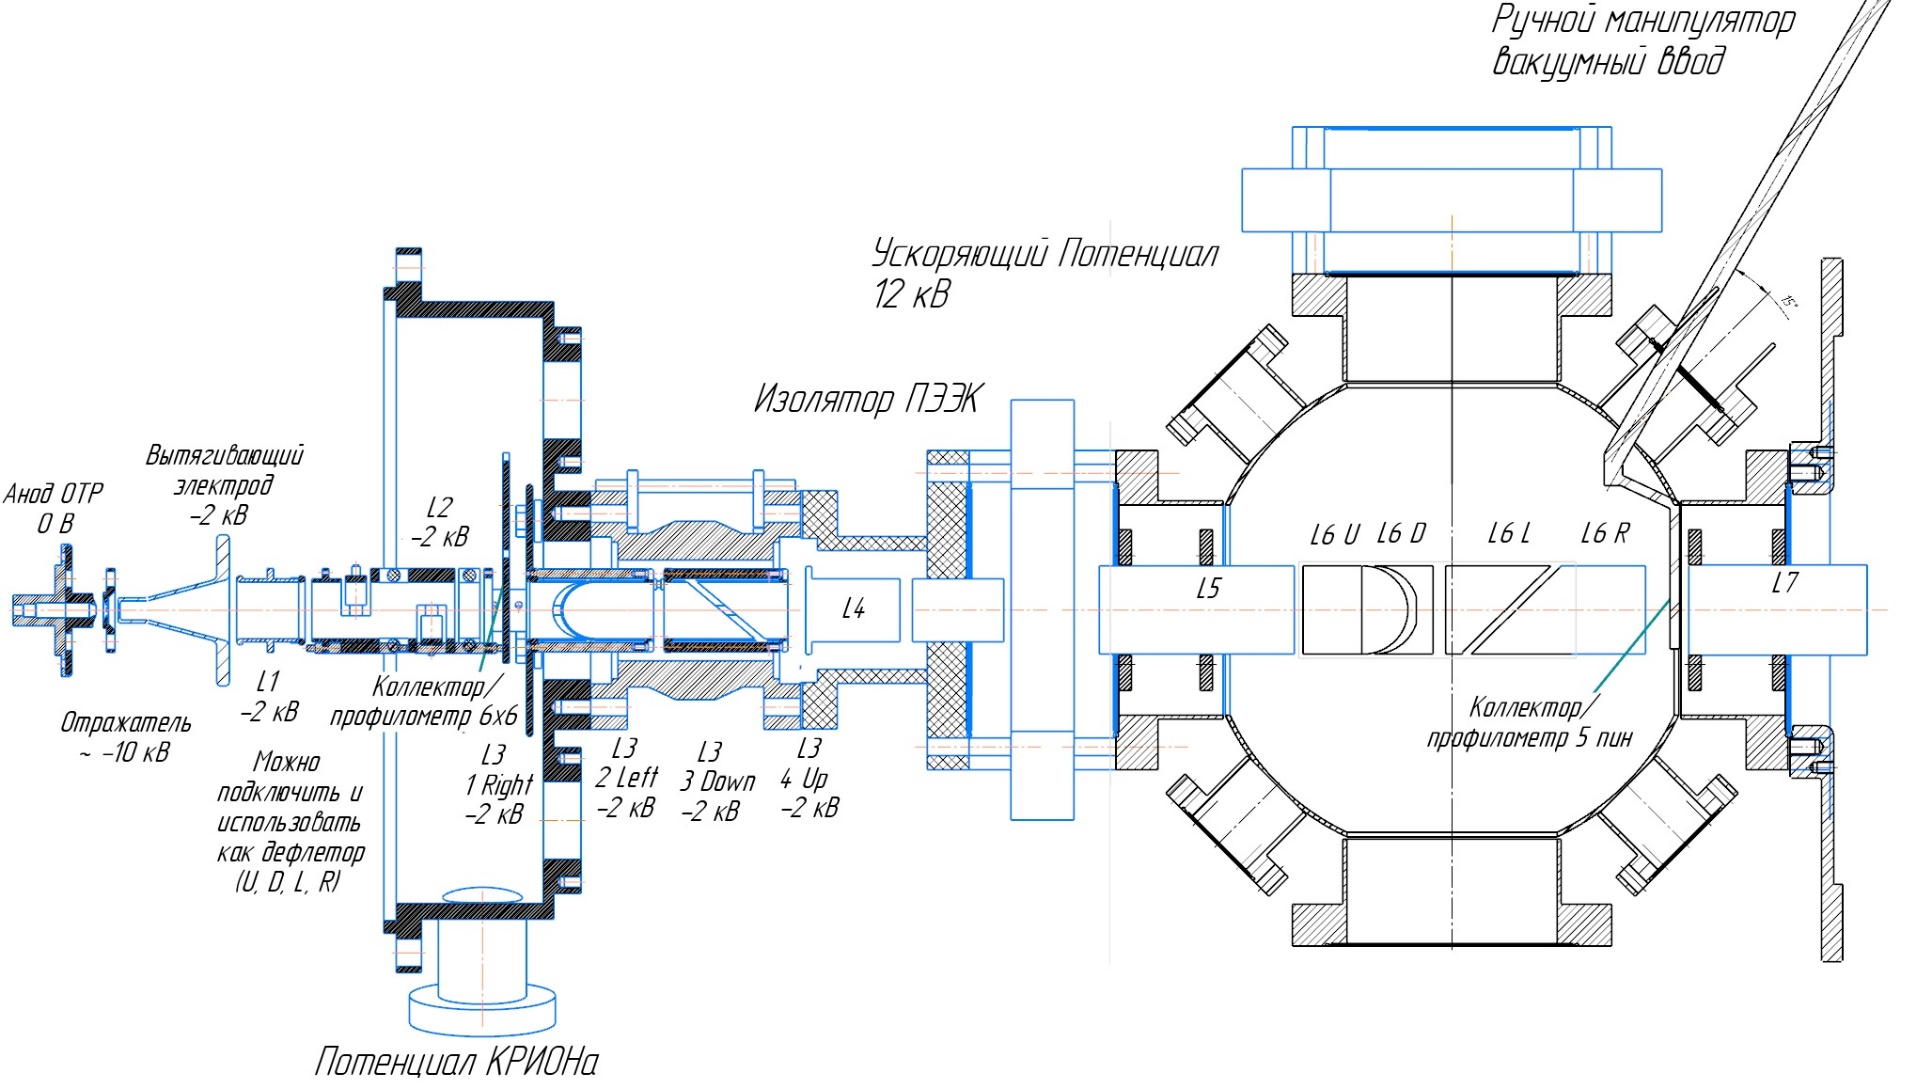 Ручной манипулятор
вакуумный ввод
Ускоряющий Потенциал
12 кВ
15°
Изолятор ПЭЭК
Анод ОТР
0 В
Вытягивающий
электрод
-2 кВ
L2
-2 кВ
L4
L5
L6 U
L6 D
L6 L
L6 R
L7
Отражатель
~ -10 кВ
L1
-2 кВ
Можно
подключить и
использовать
как дефлетор
(U, D, L, R)
Коллектор/
профилометр 6х6
L3
1 Right
-2 кВ
L3
2 Left
-2 кВ
L3
3 Down
-2 кВ
L3
4 Up
-2 кВ
Коллектор/
профилометр 5 пин
Потенциал КРИОНа